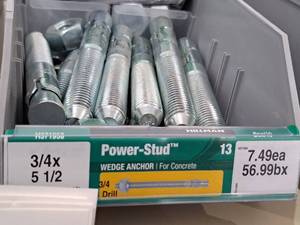 Power-Stud™
HILLMAN
13
WEDGE ANCHOR | For Concrete
3/4x
5 1/2
3/4
Drill
7.49ea
56.99bx